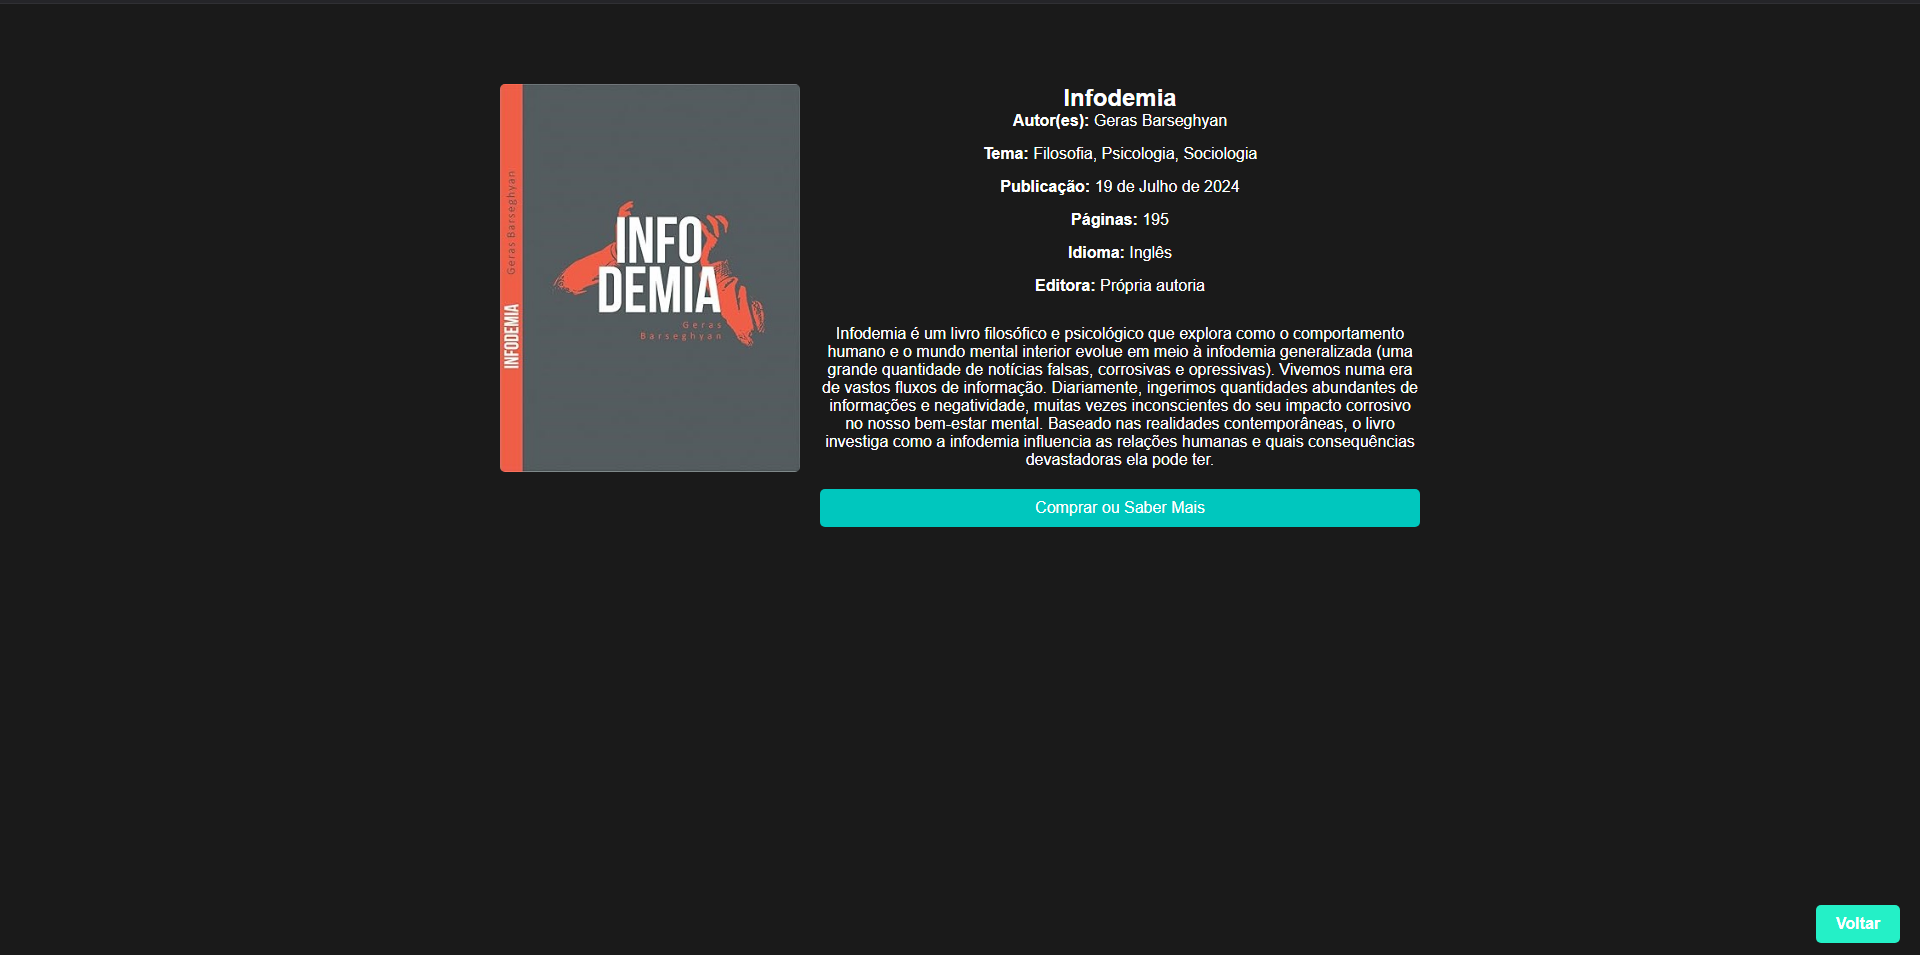 Geras Barseghyan
INFODEMIA
INFO
DEMIA
Geras
Barseghyan
Infodemia
Autor(es): Geras Barseghyan
Tema: Filosofia, Psicologia, Sociologia
Publicação: 19 de Julho de 2024
Páginas: 195
Idioma: Inglês
Editora: Própria autoria
Infodemia é um livro filosófico e psicológico que explora como o comportamento
humano e o mundo mental interior evolue em meio à infodemia generalizada (uma
grande quantidade de notícias falsas, corrosivas e opressivas). Vivemos numa era
de vastos fluxos de informação. Diariamente, ingerimos quantidades abundantes de
informações e negatividade, muitas vezes inconscientes do seu impacto corrosivo
no nosso bem-estar mental. Baseado nas realidades contemporâneas, o livro
investiga como a infodemia influencia as relações humanas e quais consequências
devastadoras ela pode ter.
Comprar ou Saber Mais
Voltar